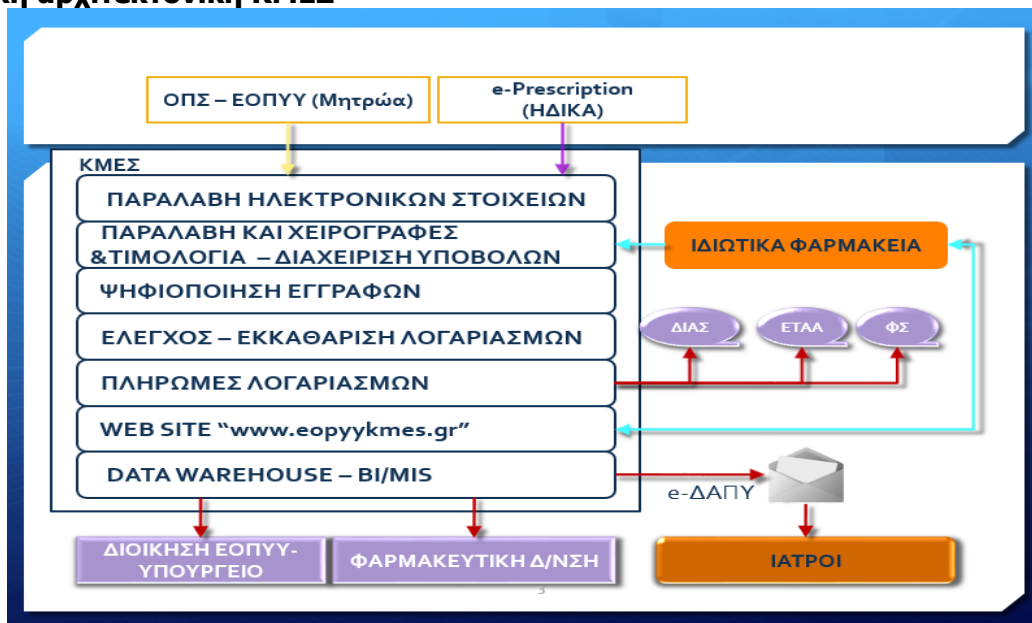 ΟΠΣ – ΕΟΠΥΥ (Μητρώα)
e-Prescription
(ΗΔΙΚΑ)
ΚΜΕΣ
ΠΑΡΑΛΑΒΗ ΗΛΕΚΤΡΟΝΙΚΩΝ ΣΤΟΙΧΕΙΩΝ
ΠΑΡΑΛΑΒΗ ΚΑΙ ΧΕΙΡΟΓΡΑΦΕΣ
&ΤΙΜΟΛΟΓΙΑ – ΔΙΑΧΕΙΡΙΣΗ ΥΠΟΒΟΛΩΝ
ΙΔΙΩΤΙΚΑ ΦΑΡΜΑΚΕΙΑ
ΨΗΦΙΟΠΟΙΗΣΗ ΕΓΓΡΑΦΩΝ
ΕΛΕΓΧΟΣ – ΕΚΚΑΘΑΡΙΣΗ ΛΟΓΑΡΙΑΣΜΩΝ
ΔΙΑΣ
ΕΤΑΑ
ΦΣ
ΠΛΗΡΩΜΕΣ ΛΟΓΑΡΙΑΣΜΩΝ
WEB SITE “www.eopyykmes.gr”
DATA WAREHOUSE – BI/MIS
e-ΔΑΠΥ
ΔΙΟΙΚΗΣΗ ΕΟΠΥΥ-
ΥΠΟΥΡΓΕΙΟ
ΦΑΡΜΑΚΕΥΤΙΚΗ Δ/ΝΣΗ
ΙΑΤΡΟΙ
3